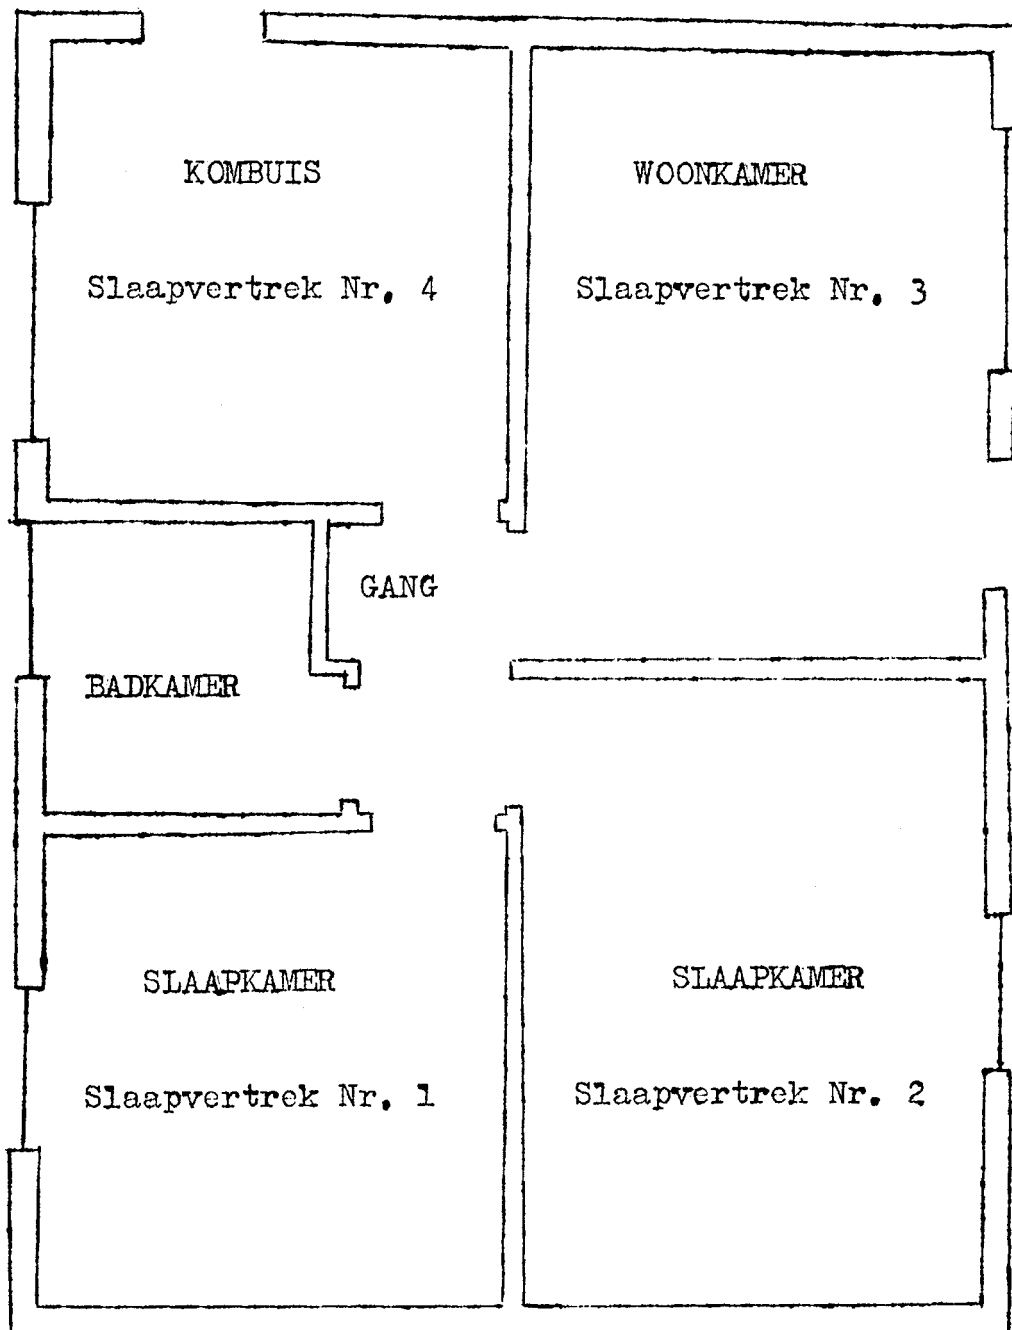 KOMBUIS
Slaapvertrek Nr. 4
WOONKAMER
Slaapvertrek Nr. 3
GANG
BADKAMER
SLAAPKAMER
Slaapvertrek Nr. 1
SLAAPKAMER
Slaapvertrek Nr. 2